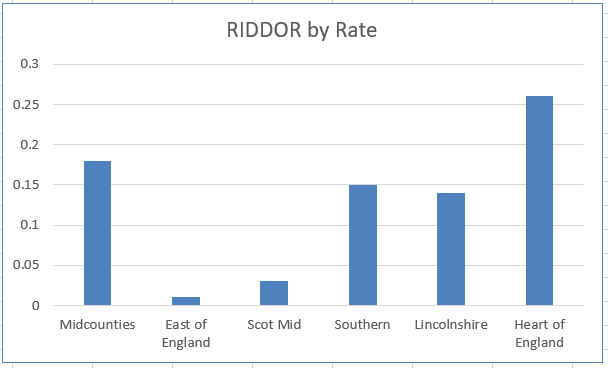 RIDDOR by Rate
0.3
0.25
0.2
0.15
0.1
0.05
0
Midcounties
East of
England
Scot Mid
Southern
Lincolnshire
Heart of
England